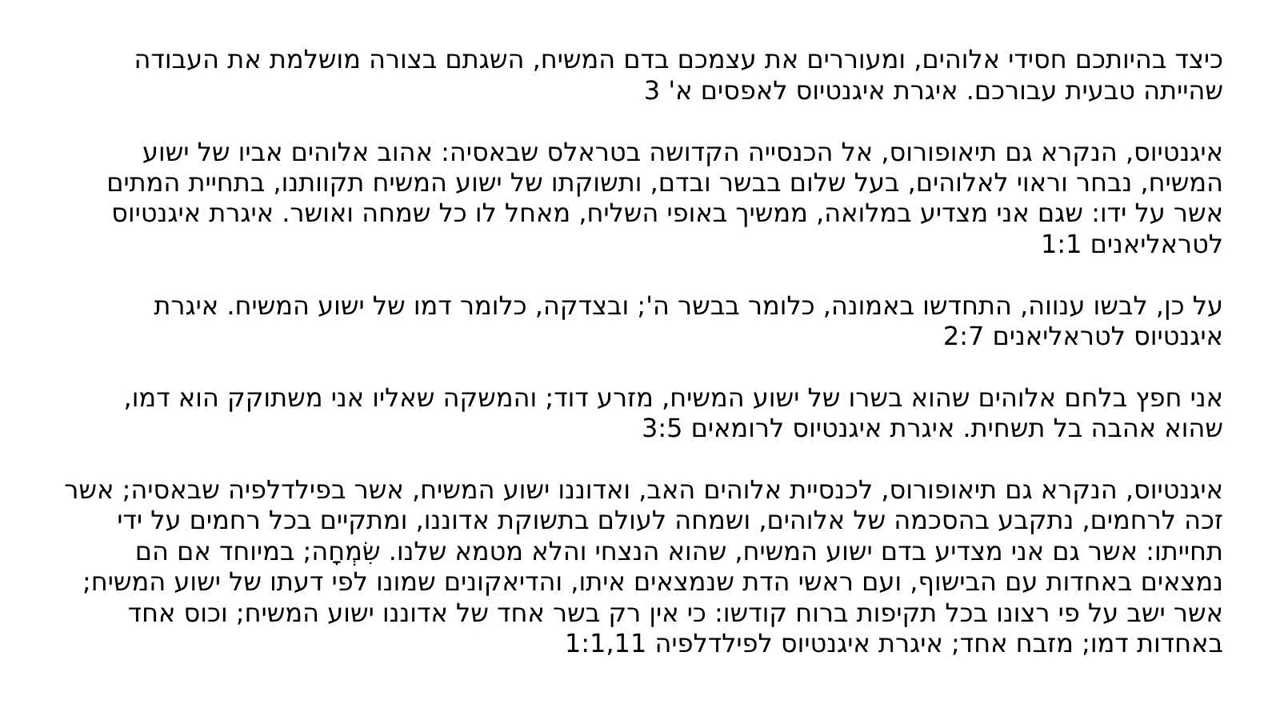 כיצד בהיותכם חסידי אלוהים, ומעוררים את עצמכם בדם המשיח, השגתם בצורה מושלמת את העבודה
שהייתה טבעית עבורכם. איגרת איגנטיוס לאפסים א' 3
איגנטיוס, הנקרא גם תיאופורוס, אל הכנסייה הקדושה בטראלס שבאסיה: אהוב אלוהים אביו של ישוע
המשיח, נבחר וראוי לאלוהים, בעל שלום בבשר ובדם, ותשוקתו של ישוע המשיח תקוותנו, בתחיית המתים
אשר על ידו: שגם אני מצדיע במלואה, ממשיך באופי השליח, מאחל לו כל שמחה ואושר. איגרת איגנטיוס
לטראליאנים 1:1
על כן, לבשו ענווה, התחדשו באמונה, כלומר בבשר ה'; ובצדקה, כלומר דמו של ישוע המשיח. איגרת
איגנטיוס לטראליאנים 2:7
אני חפץ בלחם אלוהים שהוא בשרו של ישוע המשיח, מזרע דוד; והמשקה שאליו אני משתוקק הוא דמו,
שהוא אהבה בל תשחית. איגרת איגנטיוס לרומאים 3:5
איגנטיוס, הנקרא גם תיאופורוס, לכנסיית אלוהים האב, ואדוננו ישוע המשיח, אשר בפילדלפיה שבאסיה; אשר
זכה לרחמים, נתקבע בהסכמה של אלוהים, ושמחה לעולם בתשוקת אדוננו, ומתקיים בכל רחמים על ידי
תחייתו: אשר גם אני מצדיע בדם ישוע המשיח, שהוא הנצחי והלא מטמא שלנו. שִׂמְחָה; במיוחד אם הם
נמצאים באחדות עם הבישוף, ועם ראשי הדת שנמצאים איתו, והדיאקונים שמונו לפי דעתו של ישוע המשיח;
אשר ישב על פי רצונו בכל תקיפות ברוח קודשו: כי אין רק בשר אחד של אדוננו ישוע המשיח; וכוס אחד
באחדות דמו; מזבח אחד; איגרת איגנטיוס לפילדלפיה 1:1,11